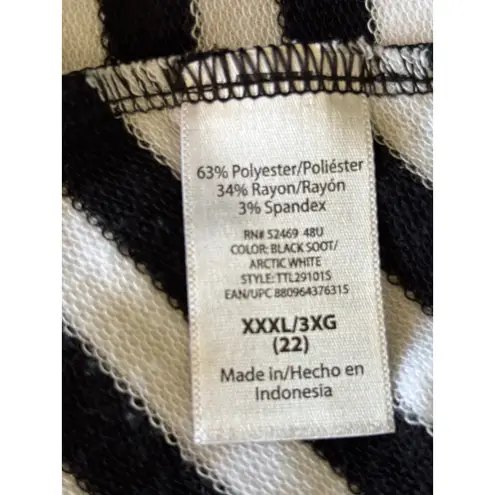 63% Polyester/Poliéster
34% Rayon/Rayón
3% Spandex
RN# 52469 48U
COLOR: BLACK SOOT/
ARCTIC WHITE
STYLE: TTL29101S
EAN/UPC 880964376315
XXXL/3XG
(22)
Made in/Hecho en
Indonesia